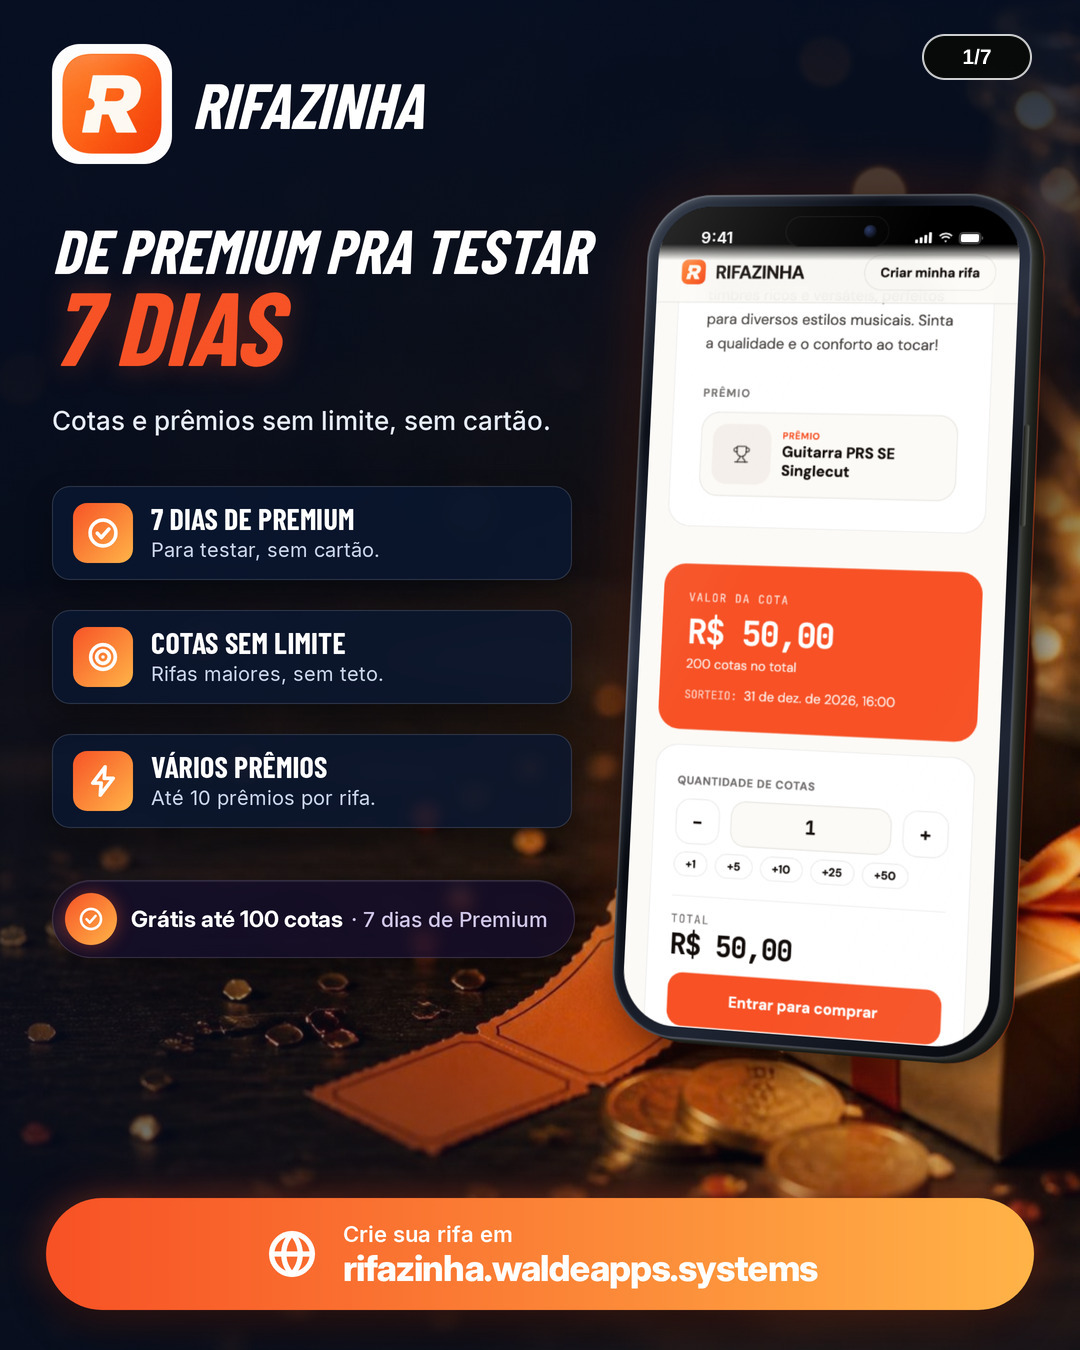 RIFAZINHA
1/7
DE PREMIUM PRA TESTAR
7 DIAS
Cotas e prêmios sem limite, sem cartão.
7 DIAS DE PREMIUM
Para testar, sem cartão.
COTAS SEM LIMITE
Rifas maiores, sem teto.
VÁRIOS PRÊMIOS
Até 10 prêmios por rifa.
Grátis até 100 cotas · 7 dias de Premium
9:41
RIFAZINHA
Criar minha rifa
para diversos estilos musicais. Sinta
a qualidade e o conforto ao tocar!
PRÊMIO
PRÊMIO
Guitarra PRS SE
Singlecut
VALOR DA COTA
R$ 50,00
200 cotas no total
SORTEIO: 31 de dez. de 2026, 16:00
QUANTIDADE DE COTAS
- 1 +
+1 +5 +10 +25 +50
TOTAL
R$ 50,00
Entrar para comprar
Crie sua rifa em
rifazinha.waldeapps.systems